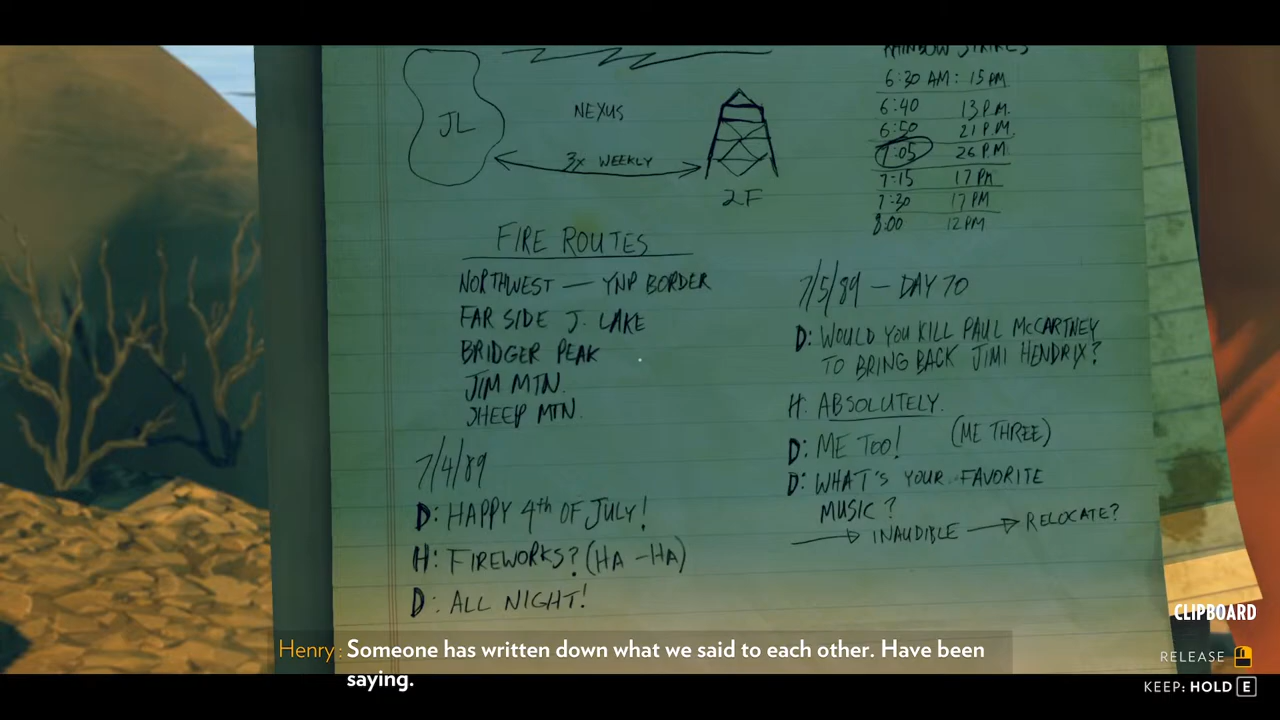 RAINBOW STRIKES
6:30 AM: 15 PM
6:40 13 P.M.
6:50 21 P.M.
7:05 26 P.M
7:15 17 PM
7:30 17 PM
8:00 12 PM
JL
NEXUS
3X WEEKLY
2F
FIRE ROUTES
NORTHWEST — YNP BORDER
FAR SIDE J. LAKE
BRIDGER PEAK
JIM MTN.
SHEEP MTN.
7/4/89
D: HAPPY 4th OF JULY!
H: FIREWORKS? (HA-HA)
D: ALL NIGHT!
7/5/89 — DAY 70
D: WOULD YOU KILL PAUL McCARTNEY
TO BRING BACK JIMI HENDRIX?
H: ABSOLUTELY.
D: ME TOO! (ME THREE)
D: WHAT'S YOUR FAVORITE
MUSIC?
INAUDIBLE → RELOCATE?
CLIPBOARD
RELEASE
KEEP: HOLD E
Henry: Someone has written down what we said to each other. Have been
saying.